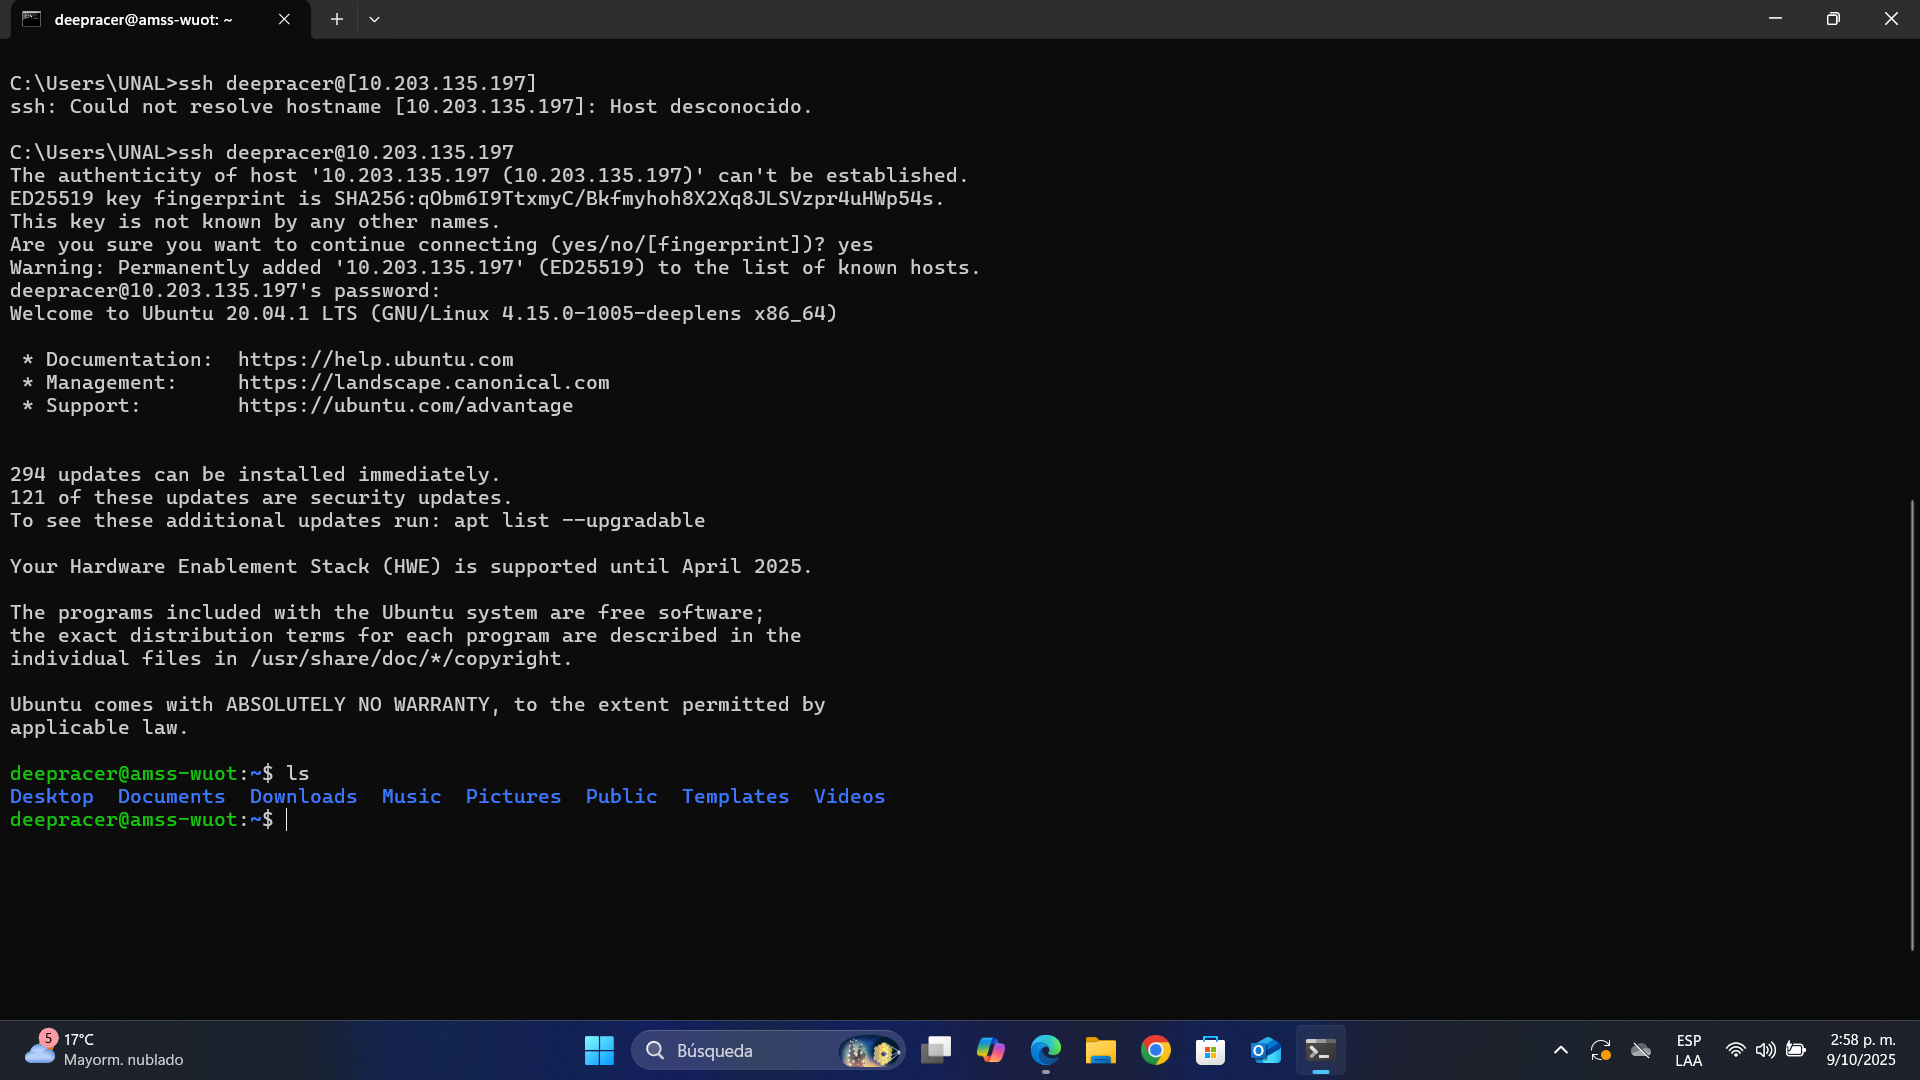 deepracer@amss-wuot: ~
C:\Users\UNAL>ssh deepracer@[10.203.135.197]
ssh: Could not resolve hostname [10.203.135.197]: Host desconocido.
C:\Users\UNAL>ssh deepracer@10.203.135.197
The authenticity of host '10.203.135.197 (10.203.135.197)' can't be established.
ED25519 key fingerprint is SHA256:qObm6I9TtxmyC/Bkfmyhoh8X2Xq8JLSVzpr4uHWp54s.
This key is not known by any other names.
Are you sure you want to continue connecting (yes/no/[fingerprint])? yes
Warning: Permanently added '10.203.135.197' (ED25519) to the list of known hosts.
deepracer@10.203.135.197's password:
Welcome to Ubuntu 20.04.1 LTS (GNU/Linux 4.15.0-1005-deeplens x86_64)
* Documentation:  https://help.ubuntu.com
* Management:     https://landscape.canonical.com
* Support:        https://ubuntu.com/advantage
294 updates can be installed immediately.
121 of these updates are security updates.
To see these additional updates run: apt list --upgradable
Your Hardware Enablement Stack (HWE) is supported until April 2025.
The programs included with the Ubuntu system are free software;
the exact distribution terms for each program are described in the
individual files in /usr/share/doc/*/copyright.
Ubuntu comes with ABSOLUTELY NO WARRANTY, to the extent permitted by
applicable law.
deepracer@amss-wuot:~$ ls
Desktop  Documents  Downloads  Music  Pictures  Public  Templates  Videos
deepracer@amss-wuot:~$
5
17°C
Mayorm. nublado
Búsqueda
ESP
LAA
2:58 p. m.
9/10/2025